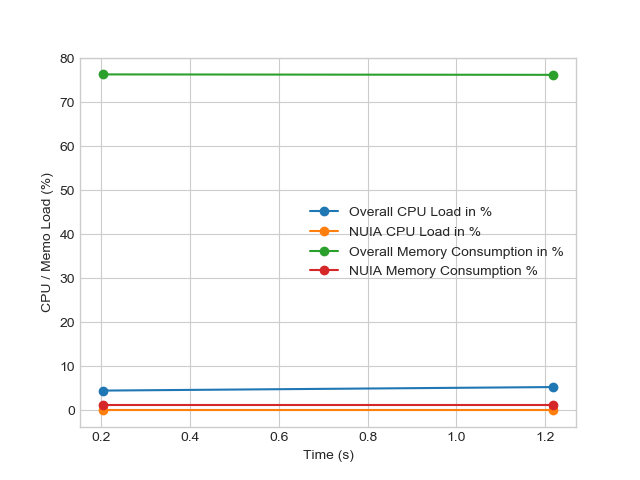 80
70
60
50
40
30
20
10
0
CPU / Memo Load (%)
Overall CPU Load in %
NUIA CPU Load in %
Overall Memory Consumption in %
NUIA Memory Consumption %
0.2 0.4 0.6 0.8 1.0 1.2
Time (s)